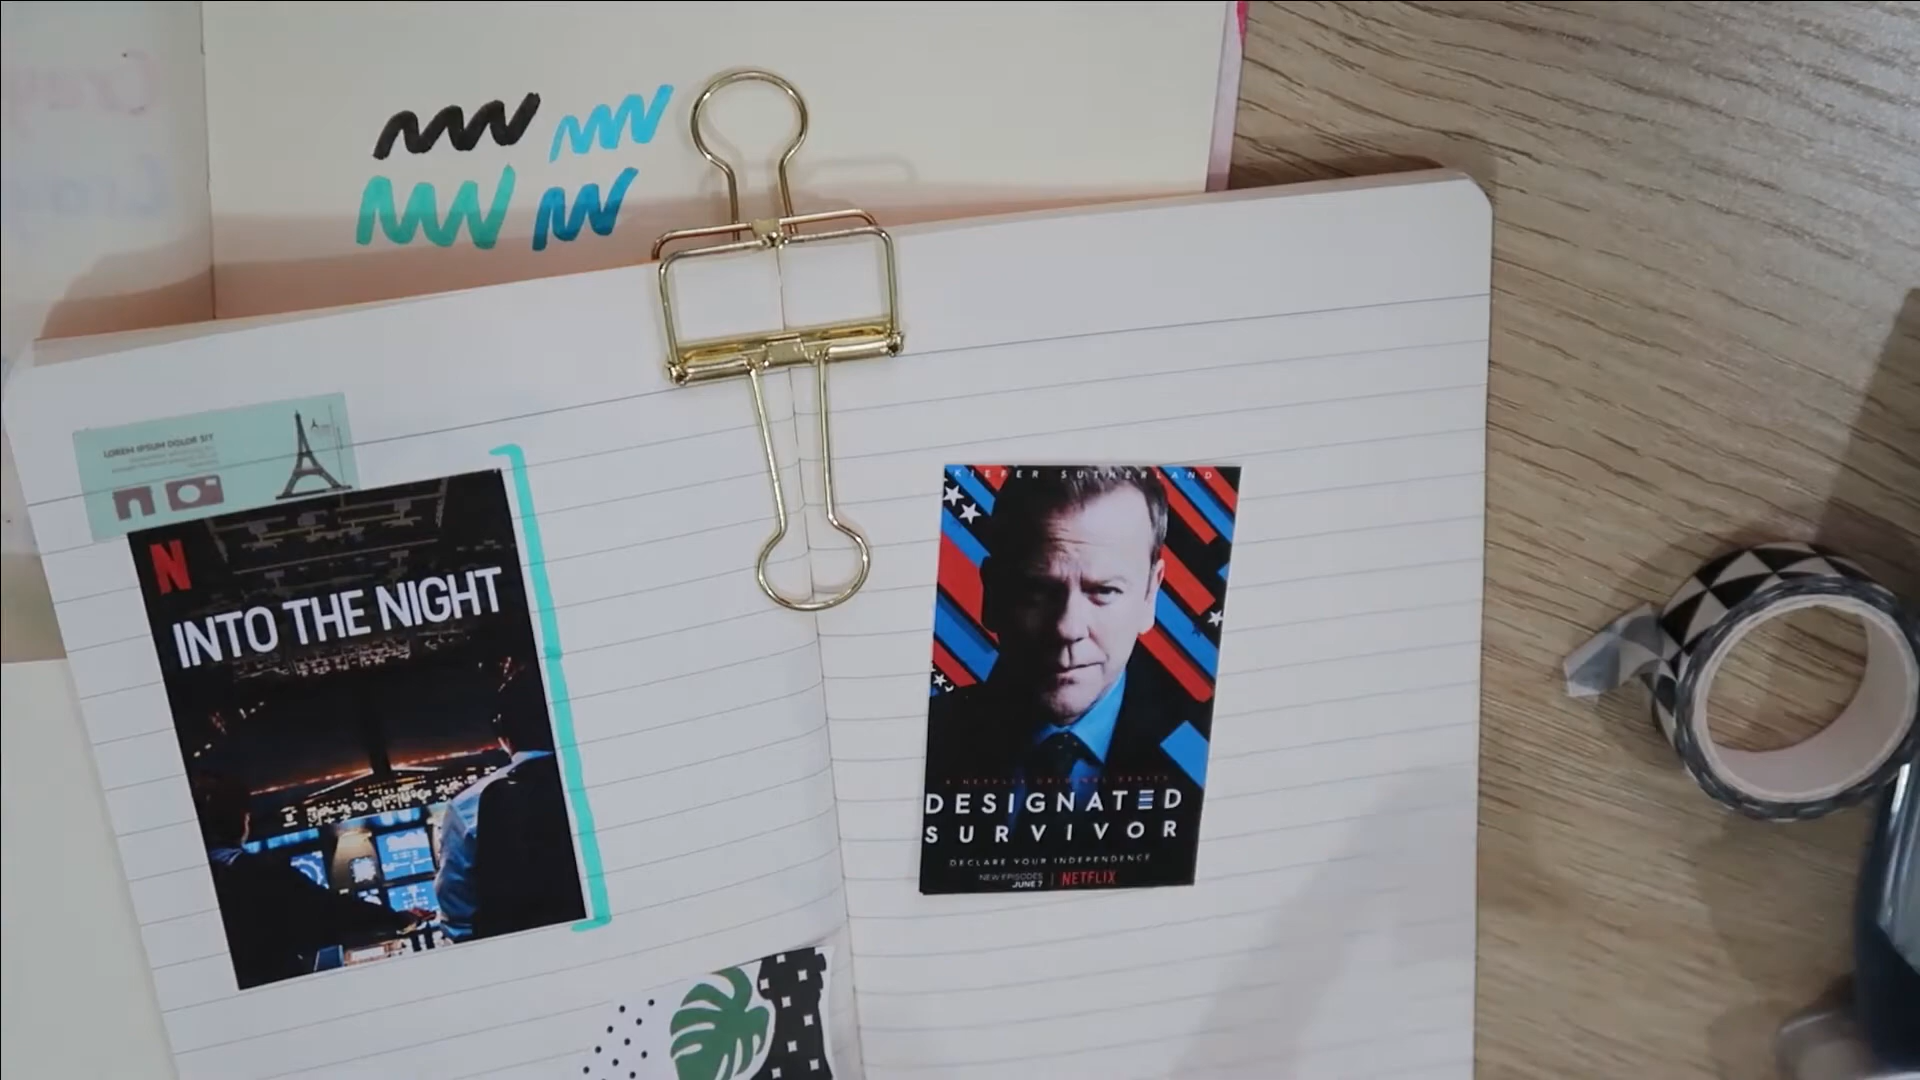 LOREM IPSUM DOLOR SIT
N
INTO THE NIGHT
KIEFER SUTHERLAND
A NETFLIX ORIGINAL SERIES
DESIGNATED
SURVIVOR
DECLARE YOUR INDEPENDENCE
NEW EPISODES
JUNE 7
NETFLIX